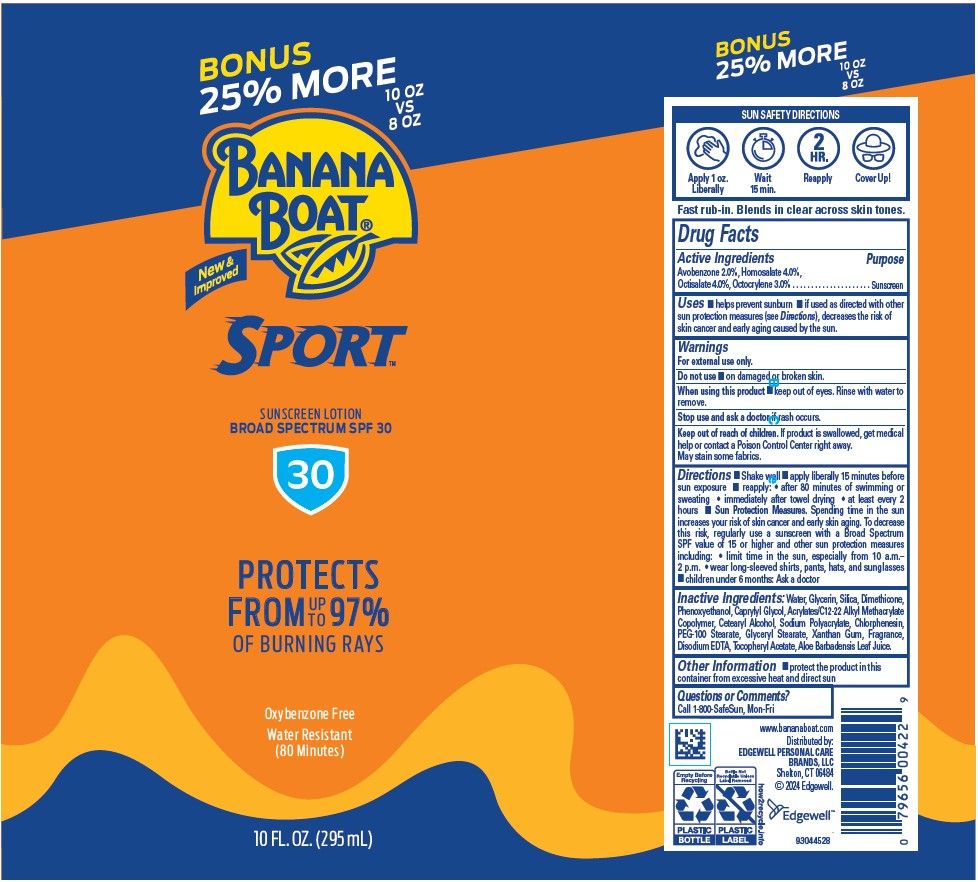 BONUS
25% MORE
10 OZ
VS
8 OZ
BANANA
BOAT®
New &
Improved
SPORT™
SUNSCREEN LOTION
BROAD SPECTRUM SPF 30
30
PROTECTS
FROM UP TO 97%
OF BURNING RAYS
Oxybenzone Free
Water Resistant
(80 Minutes)
10 FL. OZ. (295 mL)
BONUS
25% MORE
10 OZ
VS
8 OZ
SUN SAFETY DIRECTIONS
2
HR.
Apply 1 oz.
Liberally
Wait
15 min.
Reapply
Cover Up!
Fast rub-in. Blends in clear across skin tones.
Drug Facts
Active Ingredients Purpose
Avobenzone 2.0%, Homosalate 4.0%,
Octisalate 4.0%, Octocrylene 3.0% ..................... Sunscreen
Uses ■ helps prevent sunburn ■ if used as directed with other
sun protection measures (see Directions), decreases the risk of
skin cancer and early aging caused by the sun.
Warnings
For external use only.
Do not use ■ on damaged or broken skin.
When using this product ■ keep out of eyes. Rinse with water to
remove.
Stop use and ask a doctor if rash occurs.
Keep out of reach of children. If product is swallowed, get medical
help or contact a Poison Control Center right away.
May stain some fabrics.
Directions ■ Shake well ■ apply liberally 15 minutes before
sun exposure ■ reapply: • after 80 minutes of swimming or
sweating • immediately after towel drying • at least every 2
hours ■ Sun Protection Measures. Spending time in the sun
increases your risk of skin cancer and early skin aging. To decrease
this risk, regularly use a sunscreen with a Broad Spectrum
SPF value of 15 or higher and other sun protection measures
including: • limit time in the sun, especially from 10 a.m.–
2 p.m. • wear long-sleeved shirts, pants, hats, and sunglasses
■ children under 6 months: Ask a doctor
Inactive Ingredients: Water, Glycerin, Silica, Dimethicone,
Phenoxyethanol, Caprylyl Glycol, Acrylates/C12-22 Alkyl Methacrylate
Copolymer, Cetearyl Alcohol, Sodium Polyacrylate, Chlorphenesin,
PEG-100 Stearate, Glyceryl Stearate, Xanthan Gum, Fragrance,
Disodium EDTA, Tocopheryl Acetate, Aloe Barbadensis Leaf Juice.
Other Information ■ protect the product in this
container from excessive heat and direct sun
Questions or Comments?
Call 1-800-SafeSun, Mon-Fri
www.bananaboat.com
Distributed by:
EDGEWELL PERSONAL CARE
BRANDS, LLC
Shelton, CT 06484
© 2024 Edgewell.
Edgewell™
93044528
Empty Before
Recycling
PLASTIC
BOTTLE
Bottle Not
Recyclable Unless
Label Removed
PLASTIC
LABEL
how2recycle.info
0 79656 00422 9